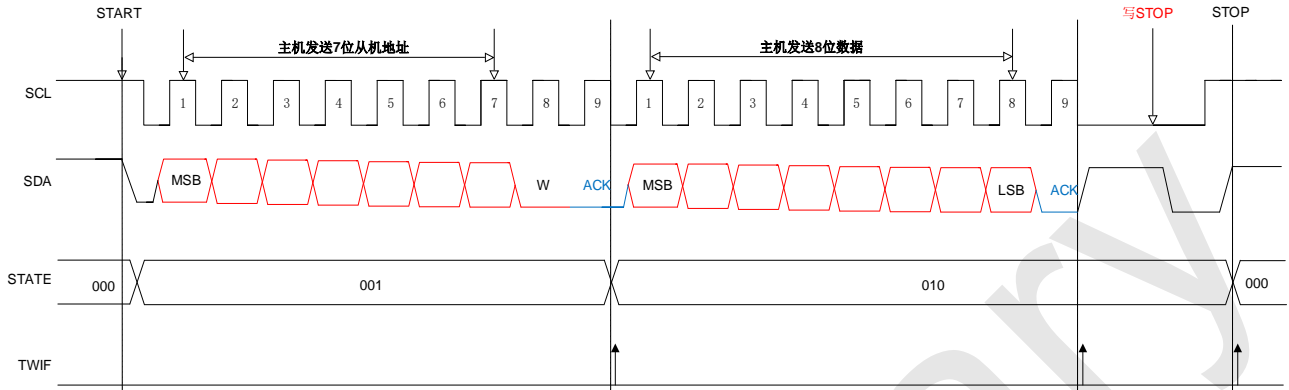 START 写STOP STOP
主机发送7位从机地址 主机发送8位数据
SCL 1 2 3 4 5 6 7 8 9 1 2 3 4 5 6 7 8 9
SDA MSB W ACK MSB LSB ACK
STATE 000 001 010 000
TWIF